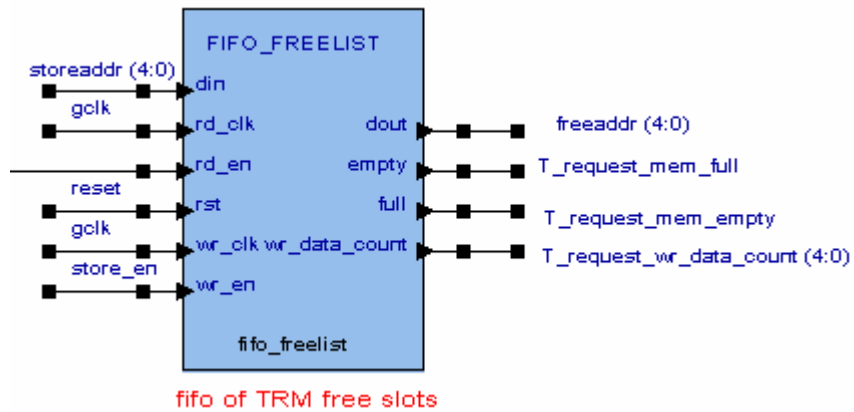 FIFO_FREELIST
storeaddr (4:0)
din
gclk
rd_clk
dout
freeaddr (4:0)
rd_en
empty
T_request_mem_full
reset
rst
full
T_request_mem_empty
gclk
wr_clk wr_data_count
T_request_wr_data_count (4:0)
store_en
wr_en
fifo_freelist
fifo of TRM free slots